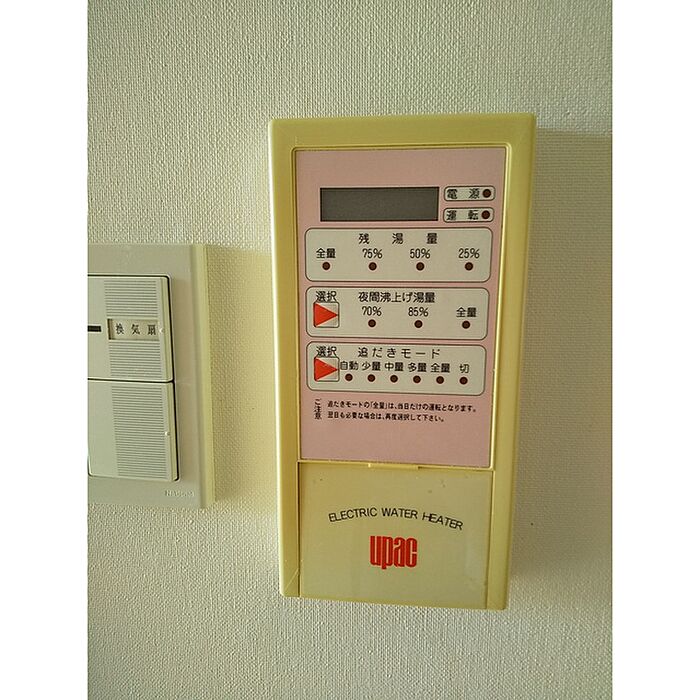 電源
運転
残湯量
全量 75% 50% 25%
選択 夜間沸上げ湯量
70% 85% 全量
選択 追だきモード
自動 少量 中量 多量 全量 切
ご注意
追だきモードの「全量」は、当日だけの運転となります。
翌日も必要な場合は、再度選択して下さい。
ELECTRIC WATER HEATER
upac
換気扇